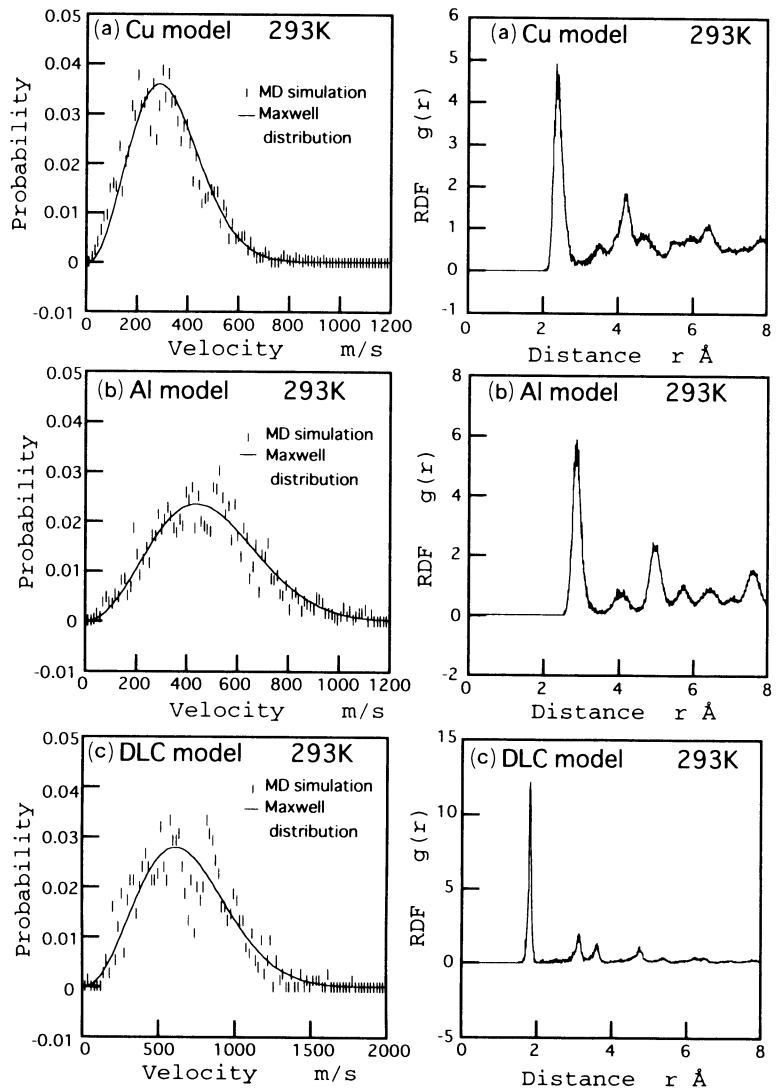 (a) Cu model 293K
0.05
0.04
0.03
0.02
0.01
0
-0.01
Probability
MD simulation
Maxwell
distribution
0 200 400 600 800 1000 1200
Velocity m/s
(a) Cu model 293K
6
5
4
3
2
1
0
-1
RDF g(r)
0 2 4 6 8
Distance r Å
(b) Al model 293K
0.05
0.04
0.03
0.02
0.01
0
-0.01
Probability
MD simulation
Maxwell
distribution
0 200 400 600 800 1000 1200
Velocity m/s
(b) Al model 293K
8
6
4
2
0
-2
RDF g(r)
0 2 4 6 8
Distance r Å
(c) DLC model 293K
0.05
0.04
0.03
0.02
0.01
0
-0.01
Probability
MD simulation
Maxwell
distribution
0 500 1000 1500 2000
Velocity m/s
(c) DLC model 293K
15
10
5
0
-5
RDF g(r)
0 2 4 6 8
Distance r Å